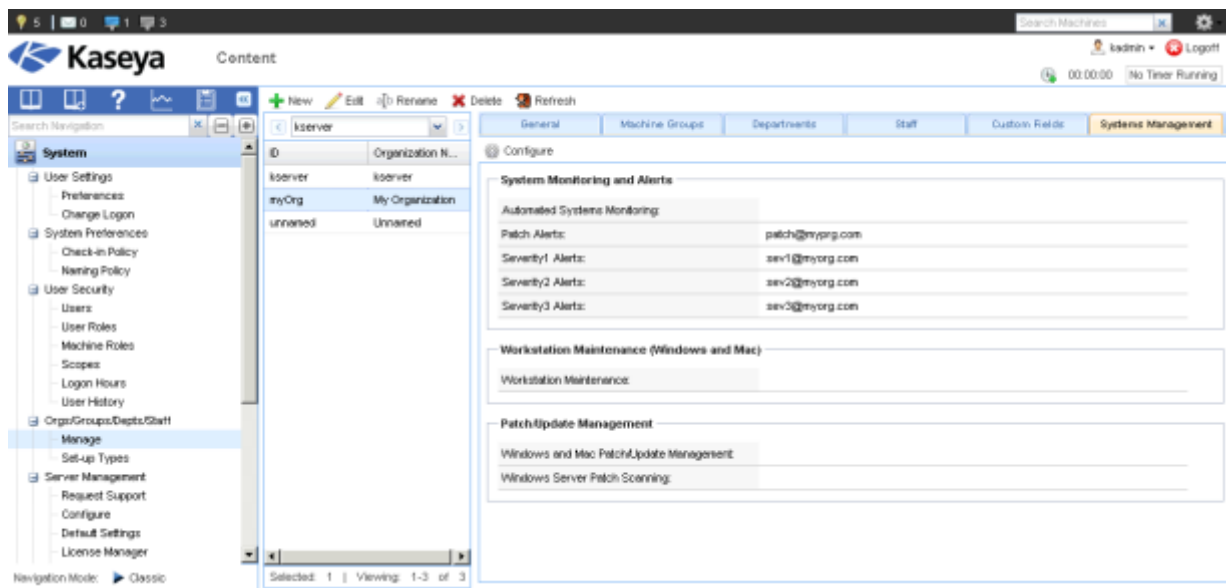 5 0 1 3 Search Machines
Kaseya Content kadmin Logoff
00:00:00 No Timer Running
Search Navigation
System
User Settings
Preferences
Change Logon
System Preferences
Check-in Policy
Naming Policy
User Security
Users
User Roles
Machine Roles
Scopes
Logon Hours
User History
Orgs/Groups/Depts/Staff
Manage
Set-up Types
Server Management
Request Support
Configure
Default Settings
License Manager
Navigation Mode: Classic
New Edit Rename Delete Refresh
kserver
ID Organization N...
kserver kserver
myOrg My Organization
unnamed Unnamed
Selected: 1 | Viewing: 1-3 of 3
General Machine Groups Departments Staff Custom Fields Systems Management
Configure
System Monitoring and Alerts
Automated Systems Monitoring:
Patch Alerts: patch@myprg.com
Severity1 Alerts: sev1@myorg.com
Severity2 Alerts: sev2@myorg.com
Severity3 Alerts: sev3@myorg.com
Workstation Maintenance (Windows and Mac)
Workstation Maintenance:
Patch/Update Management
Windows and Mac Patch/Update Management:
Windows Server Patch Scanning: